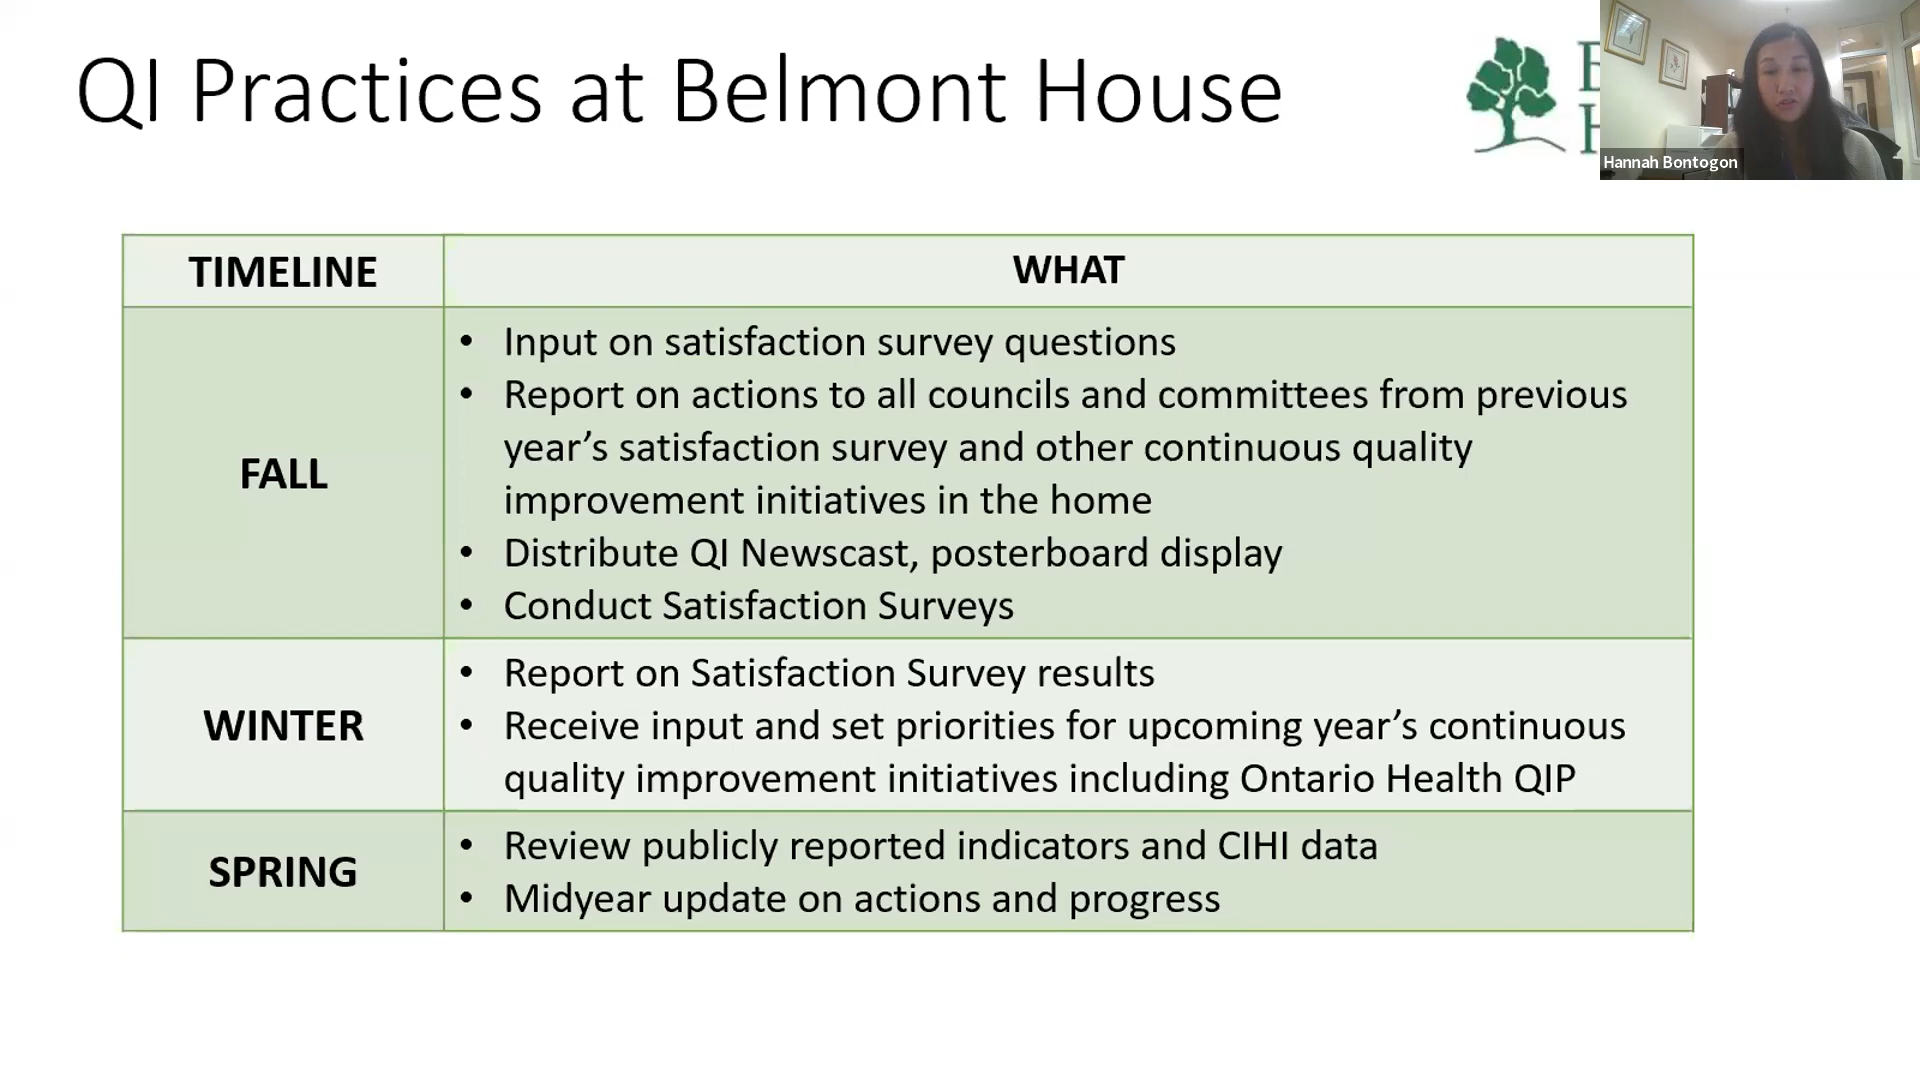 QI Practices at Belmont House
Hannah Bontogon
TIMELINE
WHAT
FALL
• Input on satisfaction survey questions
• Report on actions to all councils and committees from previous
year’s satisfaction survey and other continuous quality
improvement initiatives in the home
• Distribute QI Newscast, posterboard display
• Conduct Satisfaction Surveys
WINTER
• Report on Satisfaction Survey results
• Receive input and set priorities for upcoming year’s continuous
quality improvement initiatives including Ontario Health QIP
SPRING
• Review publicly reported indicators and CIHI data
• Midyear update on actions and progress